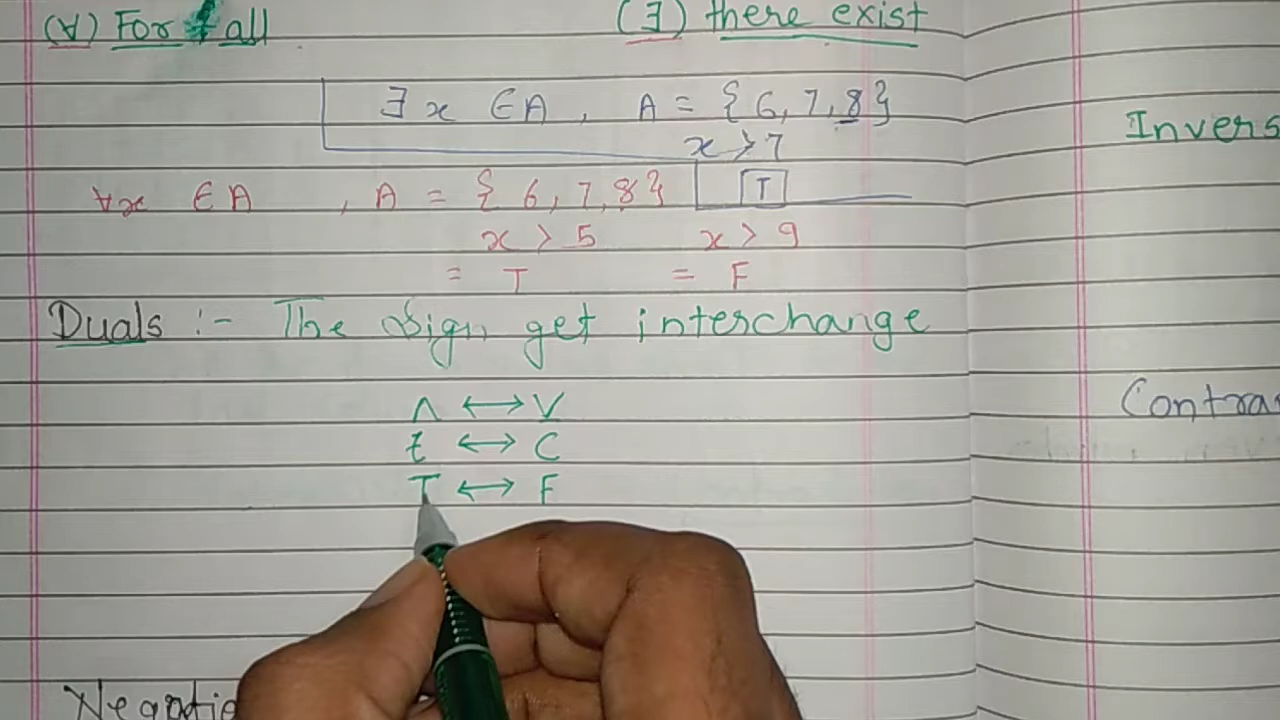 (∀) For all (∃) there exist
∃ x ∈ A , A = {6, 7, 8}
x > 7
∀x ∈ A , A = {6, 7, 8} T
x > 5 x > 9
= T = F
Duals :- The sign get interchange
∧ ↔ ∨
t ↔ C
T ↔ F
Invers
Contra
Negatio